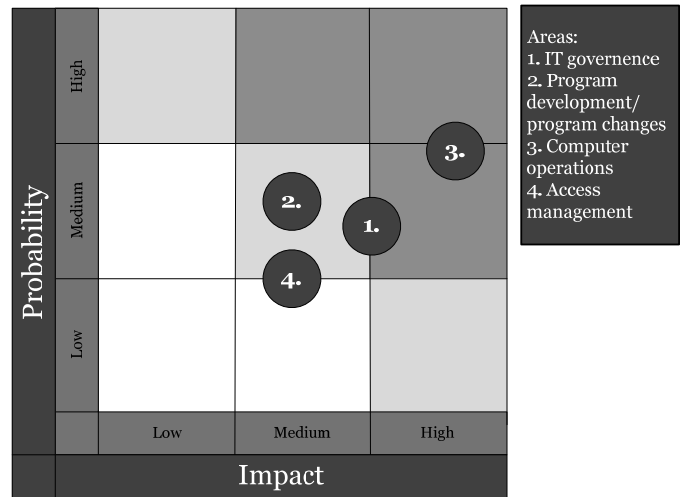 Probability
High
Medium
Low
3.
2.
1.
4.
Low
Medium
High
Impact
Areas:
1. IT governence
2. Program
development/
program changes
3. Computer
operations
4. Access
management